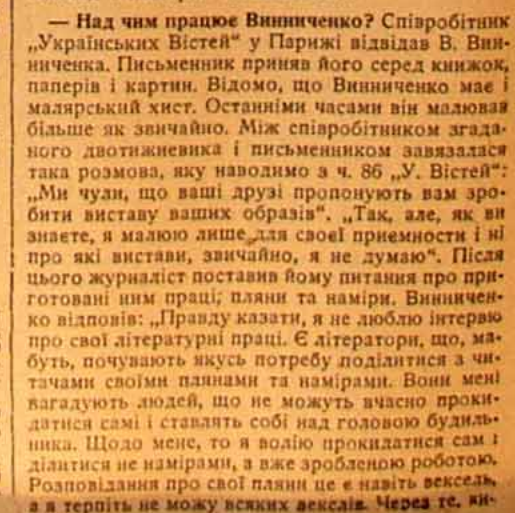 — Над чим працює Винниченко? Співробітник
„Українських Вістей“ у Парижі відвідав В. Вин-
ниченка. Письменник приняв його серед книжок,
паперів і картин. Відомо, що Винниченко має і
малярський хист. Останніми часами він малював
більше як звичайно. Між співробітником згада-
ного двотижневика і письменником завязалася
така розмова, яку наводимо з ч. 86 „У. Вістей“:
„Ми чули, що ваші друзі пропонують вам зро-
бити виставу ваших образів“. „Так, але, як ви
знаєте, я малюю лише для своєї приємности і ні
про які вистави, звичайно, я не думаю“. Після
цього журналіст поставив йому питання про при-
готовані ним праці, пляни та наміри. Винничен-
ко відповів: „Правду казати, я не люблю інтервю
про свої літературні праці. Є літератори, що, ма-
буть, почувають якусь потребу поділитися з чи-
тачами своїми плянами та намірами. Вони мені
нагадують людей, що не можуть вчасно проки-
датися самі і ставлять собі над головою будиль-
ника. Щодо мене, то я волію прокидатися сам і
ділитися не намірами, а вже зробленою роботою.
Розповідання про свої пляни це є навіть вексель,
а я терпіть не можу всяких векслів. Через те, ви-